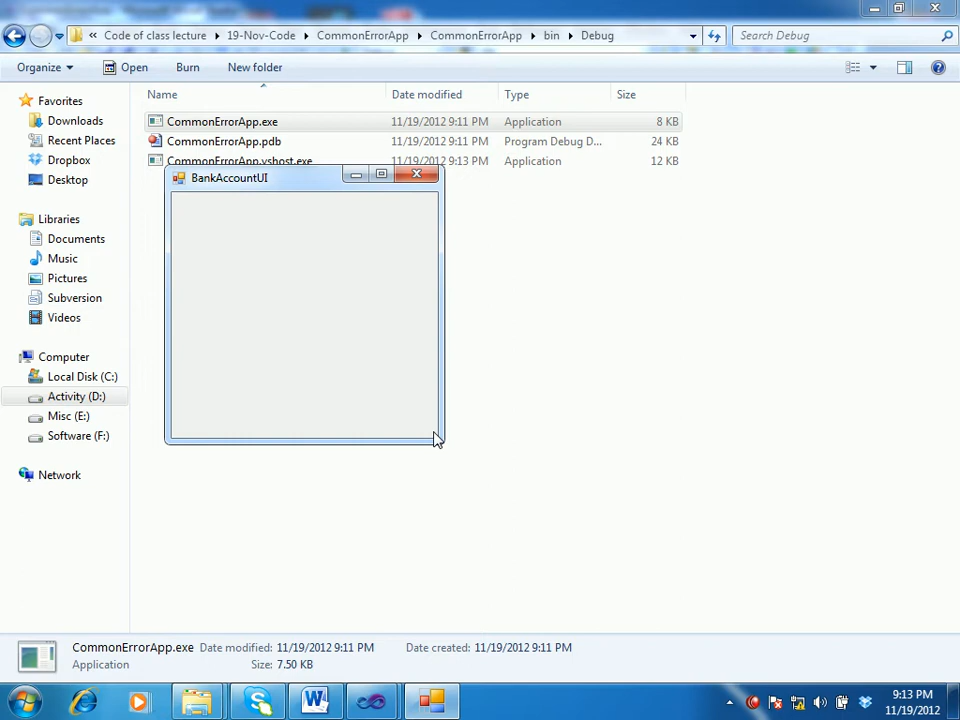 « Code of class lecture 19-Nov-Code CommonErrorApp CommonErrorApp bin Debug Search Debug
Organize Open Burn New folder
Name Date modified Type Size
Favorites
Downloads
Recent Places
Dropbox
Desktop
Libraries
Documents
Music
Pictures
Subversion
Videos
Computer
Local Disk (C:)
Activity (D:)
Misc (E:)
Software (F:)
Network
CommonErrorApp.exe 11/19/2012 9:11 PM Application 8 KB
CommonErrorApp.pdb 11/19/2012 9:11 PM Program Debug D... 24 KB
CommonErrorApp.vshost.exe 11/19/2012 9:13 PM Application 12 KB
BankAccountUI
CommonErrorApp.exe Date modified: 11/19/2012 9:11 PM Date created: 11/19/2012 9:11 PM
Application Size: 7.50 KB
9:13 PM
11/19/2012